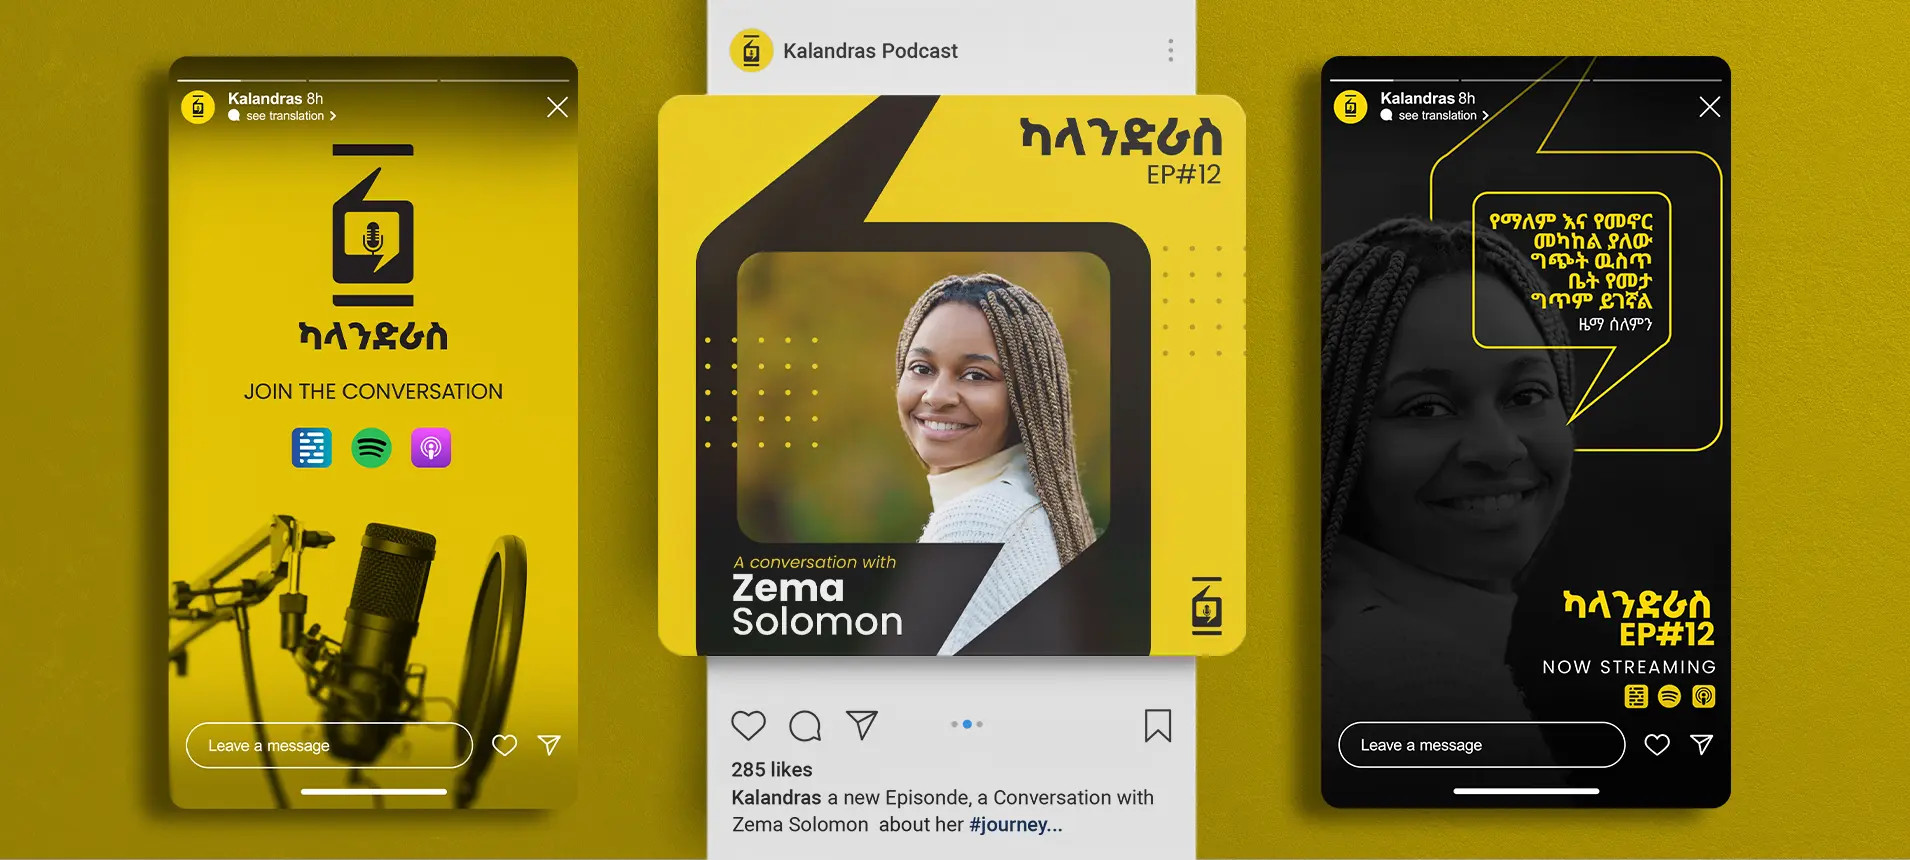 Kalandras 8h
see translation
ካላንድራስ
JOIN THE CONVERSATION
Leave a message
Kalandras Podcast
ካላንድራስ
EP#12
A conversation with
Zema
Solomon
285 likes
Kalandras a new Episonde, a Conversation with
Zema Solomon about her #journey...
Kalandras 8h
see translation
የማለም እና የመኖር
መካከል ያለው
ግጭት ዉስጥ
ቤት የመታ
ግጥም ይገኛል
ዜማ ሰለምን
ካላንድራስ
EP#12
NOW STREAMING
Leave a message